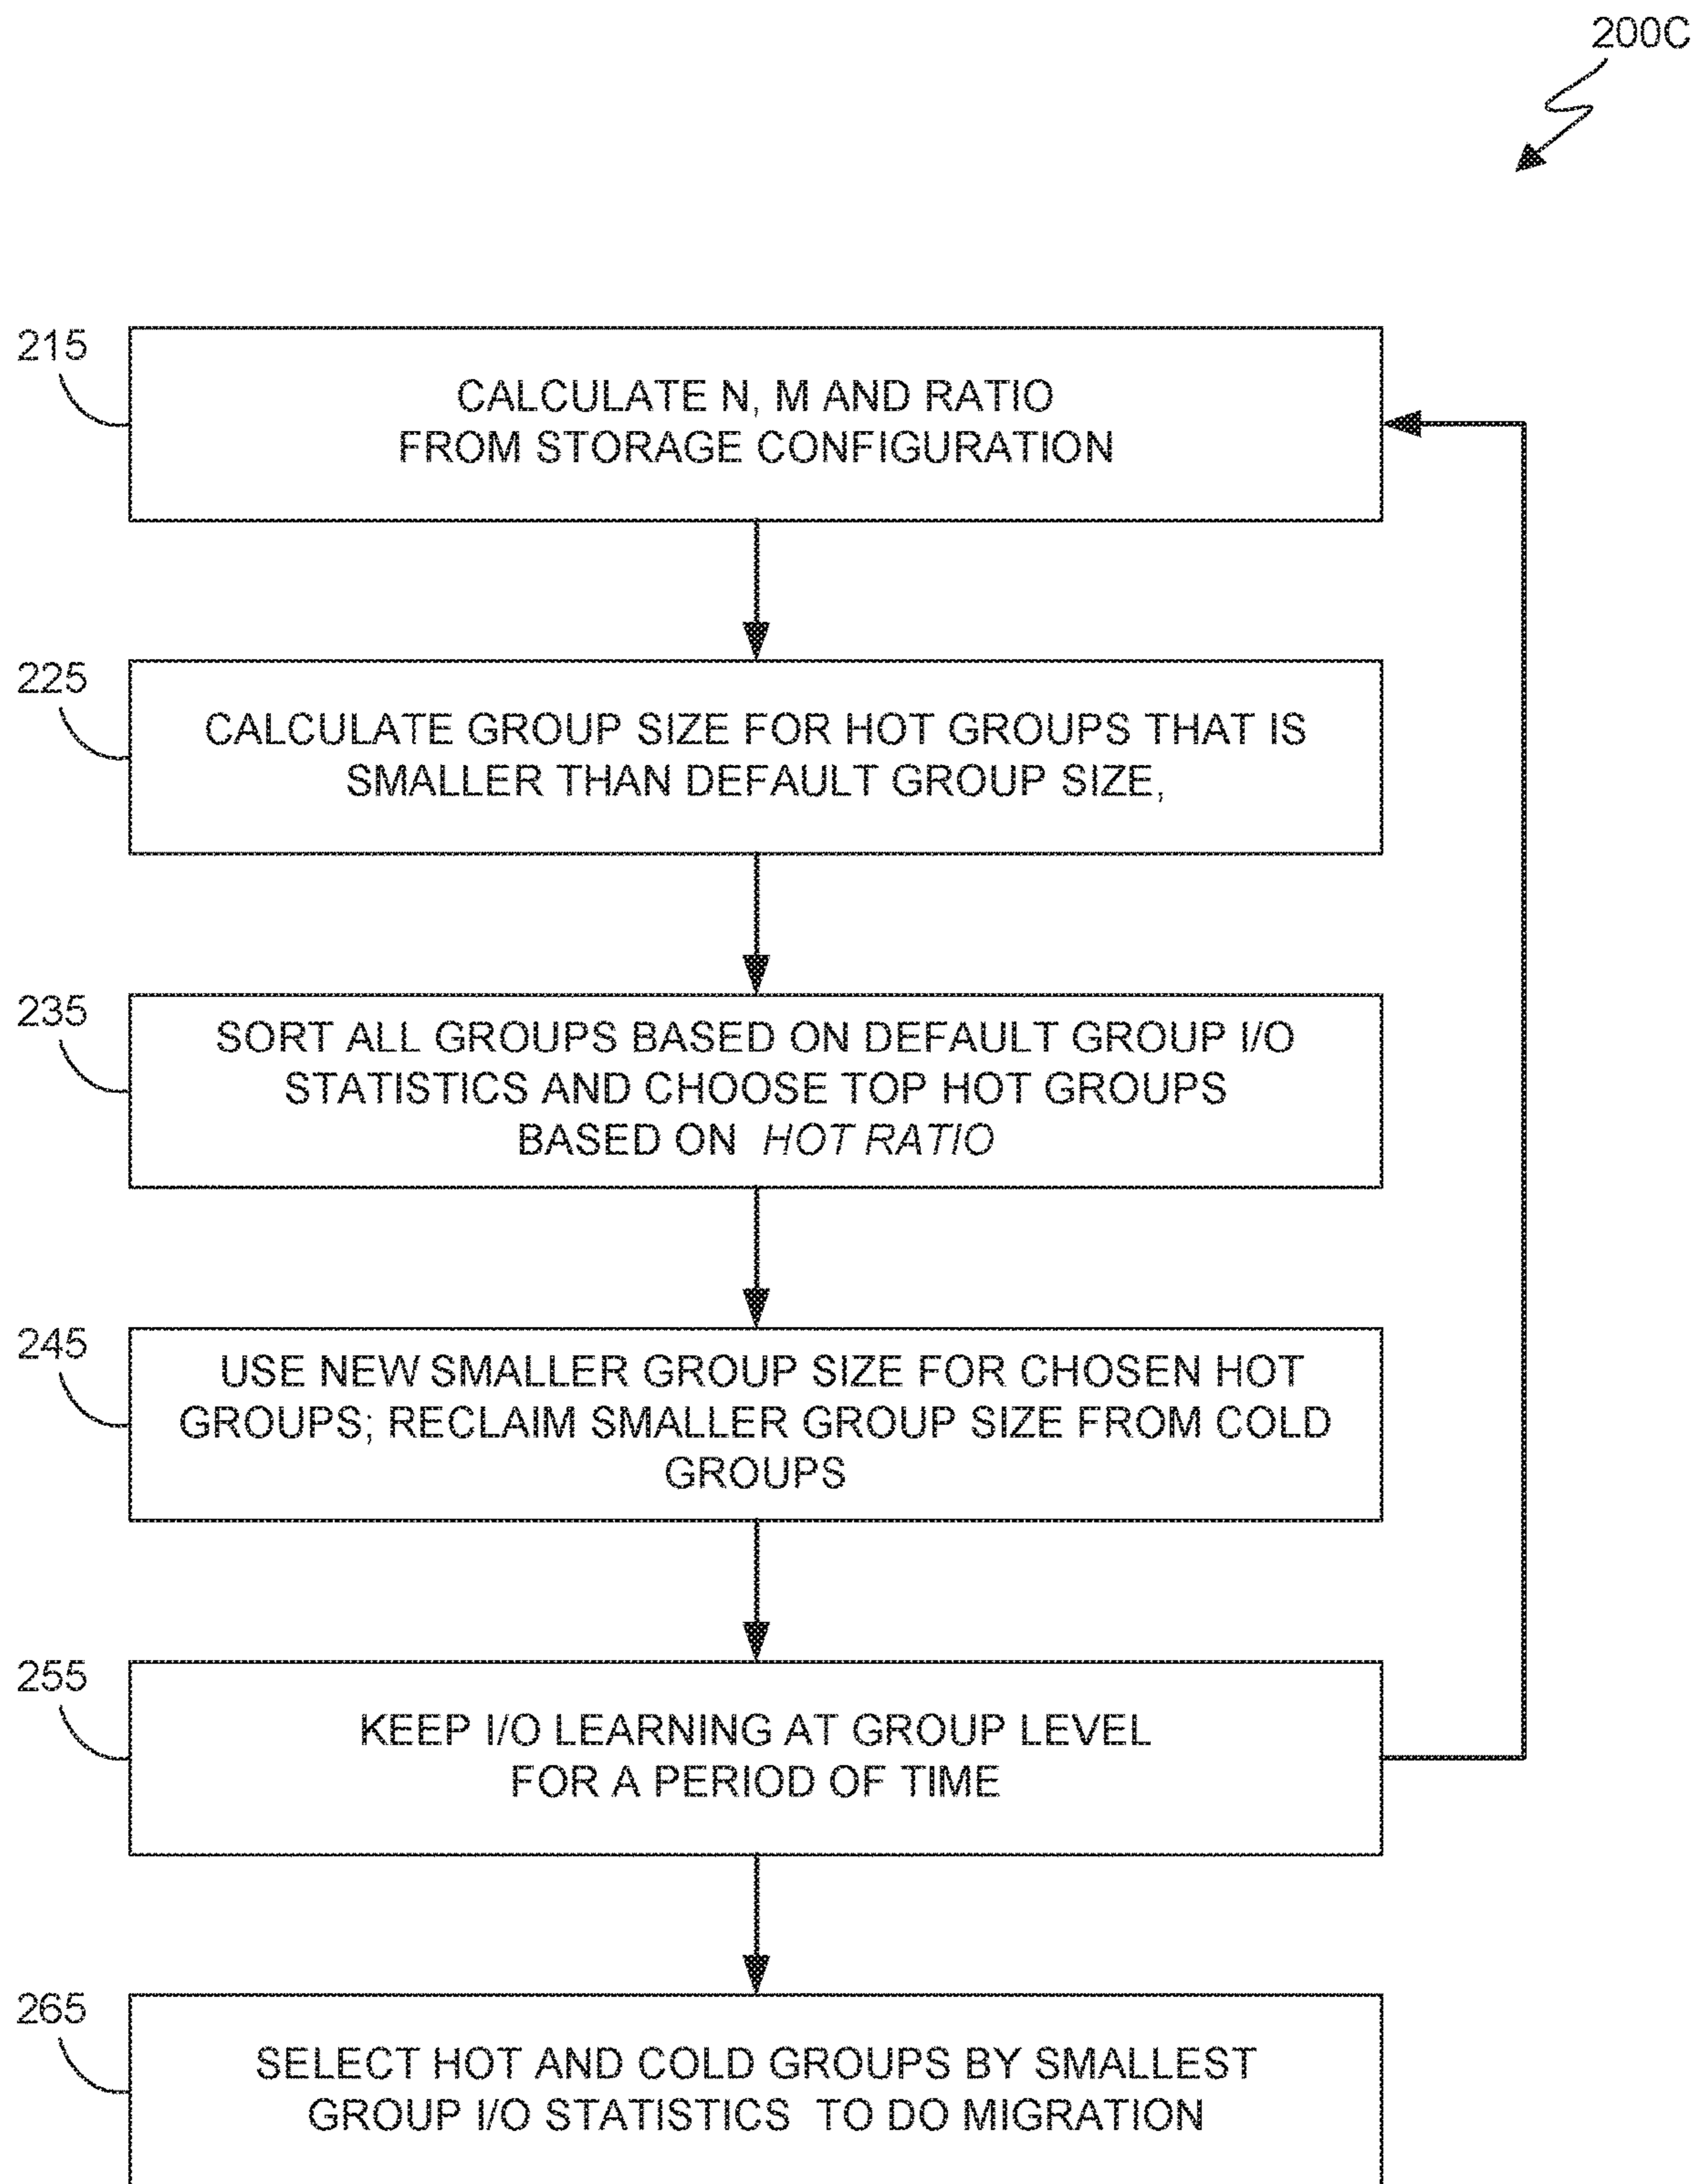 200C
215
CALCULATE N, M AND RATIO
FROM STORAGE CONFIGURATION
225
CALCULATE GROUP SIZE FOR HOT GROUPS THAT IS
SMALLER THAN DEFAULT GROUP SIZE,
235
SORT ALL GROUPS BASED ON DEFAULT GROUP I/O
STATISTICS AND CHOOSE TOP HOT GROUPS
BASED ON HOT RATIO
245
USE NEW SMALLER GROUP SIZE FOR CHOSEN HOT
GROUPS; RECLAIM SMALLER GROUP SIZE FROM COLD
GROUPS
255
KEEP I/O LEARNING AT GROUP LEVEL
FOR A PERIOD OF TIME
265
SELECT HOT AND COLD GROUPS BY SMALLEST
GROUP I/O STATISTICS TO DO MIGRATION